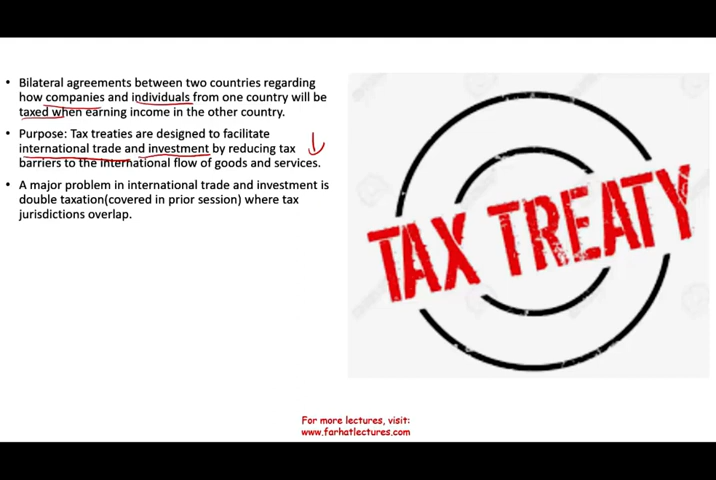 • Bilateral agreements between two countries regarding
how companies and individuals from one country will be
taxed when earning income in the other country.
• Purpose: Tax treaties are designed to facilitate
international trade and investment by reducing tax
barriers to the international flow of goods and services.
• A major problem in international trade and investment is
double taxation(covered in prior session) where tax
jurisdictions overlap.
TAX TREATY
For more lectures, visit:
www.farhatlectures.com